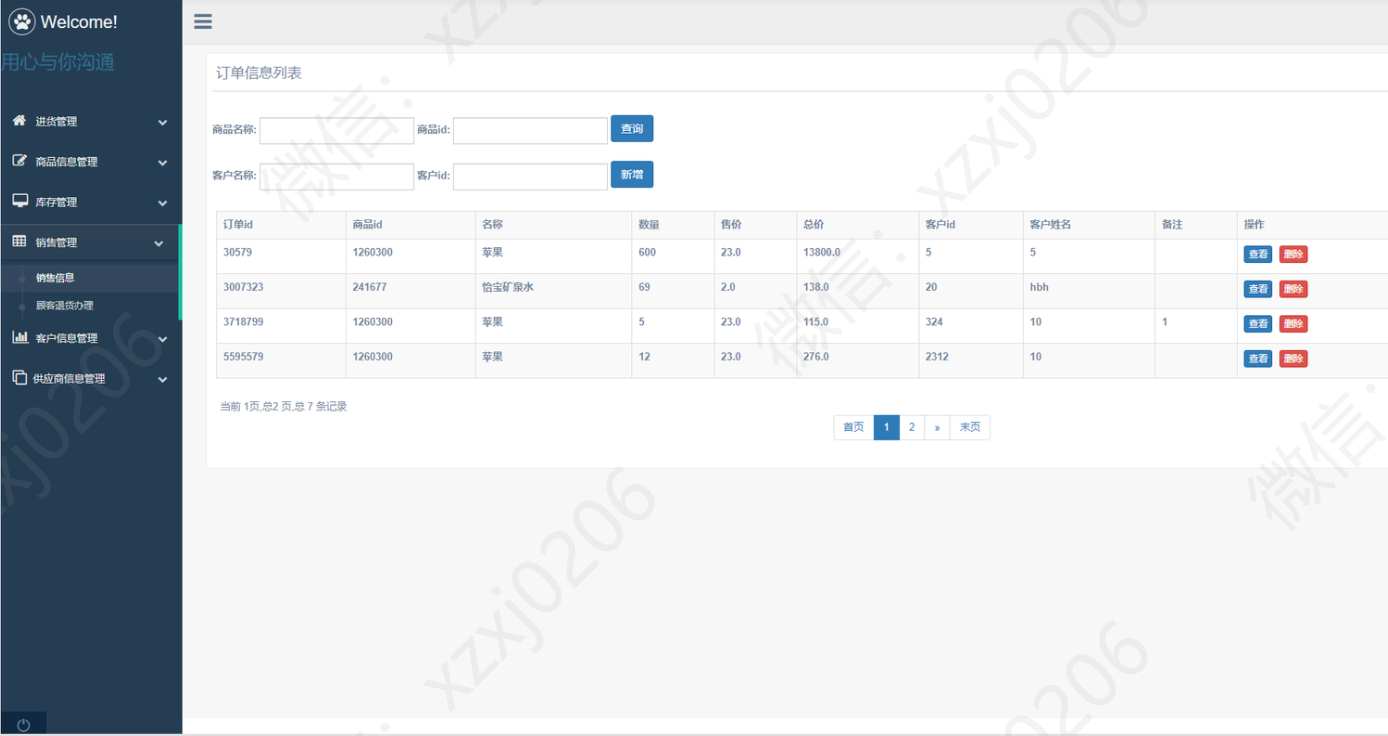 Welcome!
用心与你沟通
进货管理
商品信息管理
库存管理
销售管理
销售信息
顾客退货办理
客户信息管理
供应商信息管理
订单信息列表
商品名称: 商品id: 查询
客户名称: 客户id: 新增
订单id 商品id 名称 数量 售价 总价 客户id 客户姓名 备注 操作
30579 1260300 苹果 600 23.0 13800.0 5 5 查看 删除
3007323 241677 怡宝矿泉水 69 2.0 138.0 20 hbh 查看 删除
3718799 1260300 苹果 5 23.0 115.0 324 10 1 查看 删除
5595579 1260300 苹果 12 23.0 276.0 2312 10 查看 删除
当前 1页,总2 页,总 7 条记录
首页 1 2 » 末页
微信: xzxj0206
微信: xzxj0206